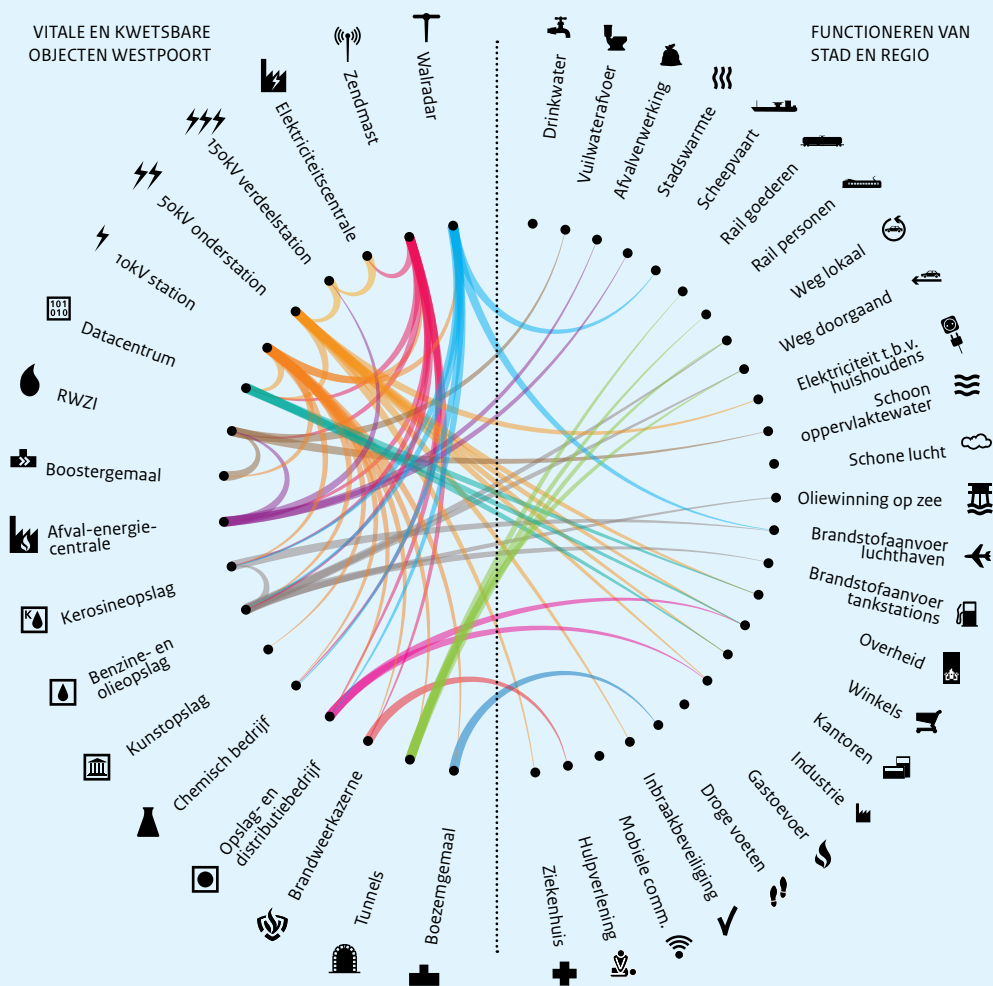 VITALE EN KWETSBARE
OBJECTEN WESTPOORT
FUNCTIONEREN VAN
STAD EN REGIO
Walradar
Zendmast
Elektriciteitscentrale
150kV verdeelstation
50kV onderstation
10kV station
101
010
Datacentrum
RWZI
Boostergemaal
Afval-energie-
centrale
K
Kerosineopslag
Benzine- en
olieopslag
Kunstopslag
Chemisch bedrijf
Opslag- en
distributiebedrijf
Brandweerkazerne
Tunnels
Boezemgemaal
Drinkwater
Vuilwaterafvoer
Afvalverwerking
Stadswarmte
Scheepvaart
Rail goederen
Rail personen
Weg lokaal
Weg doorgaand
Elektriciteit t.b.v.
huishoudens
Schoon
oppervlaktewater
Schone lucht
Oliewinning op zee
Brandstofaanvoer
luchthaven
Brandstofaanvoer
tankstations
Overheid
Winkels
Kantoren
Industrie
Gastoevoer
Droge voeten
Inbraakbeveiliging
Mobiele comm.
Hulpverlening
Ziekenhuis